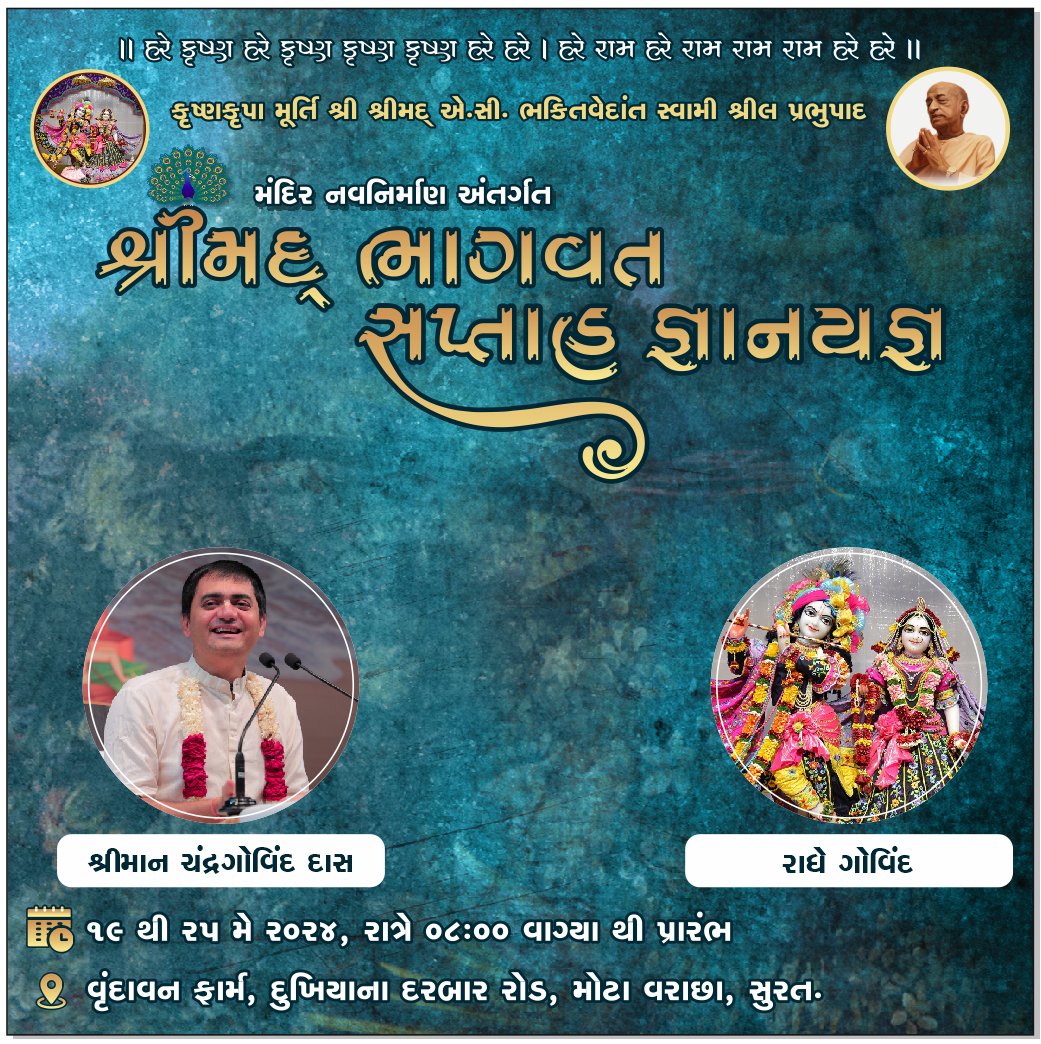 ॥ હરે કૃષ્ણ હરે કૃષ્ણ કૃષ્ણ કૃષ્ણ હરે હરે । હરે રામ હરે રામ રામ રામ હરે હરે ॥
કૃષ્ણકૃપા મૂર્તિ શ્રી શ્રીમદ્ એ.સી. ભકિતવેદાંત સ્વામી શ્રીલ પ્રભુપાદ
મંદિર નવનિર્માણ અંતર્ગત
શ્રીમદ્ ભાગવત
સપ્તાહ જ્ઞાનયજ્ઞ
શ્રીમાન ચંદ્રગોવિંદ દાસ
રાધે ગોવિંદ
૧૯ થી ૨૫ મે ૨૦૨૪, રાત્રે ૦૮:૦૦ વાગ્યા થી પ્રારંભ
વૃંદાવન ફાર્મ, દુખિયાના દરબાર રોડ, મોટા વરાછા, સુરત.